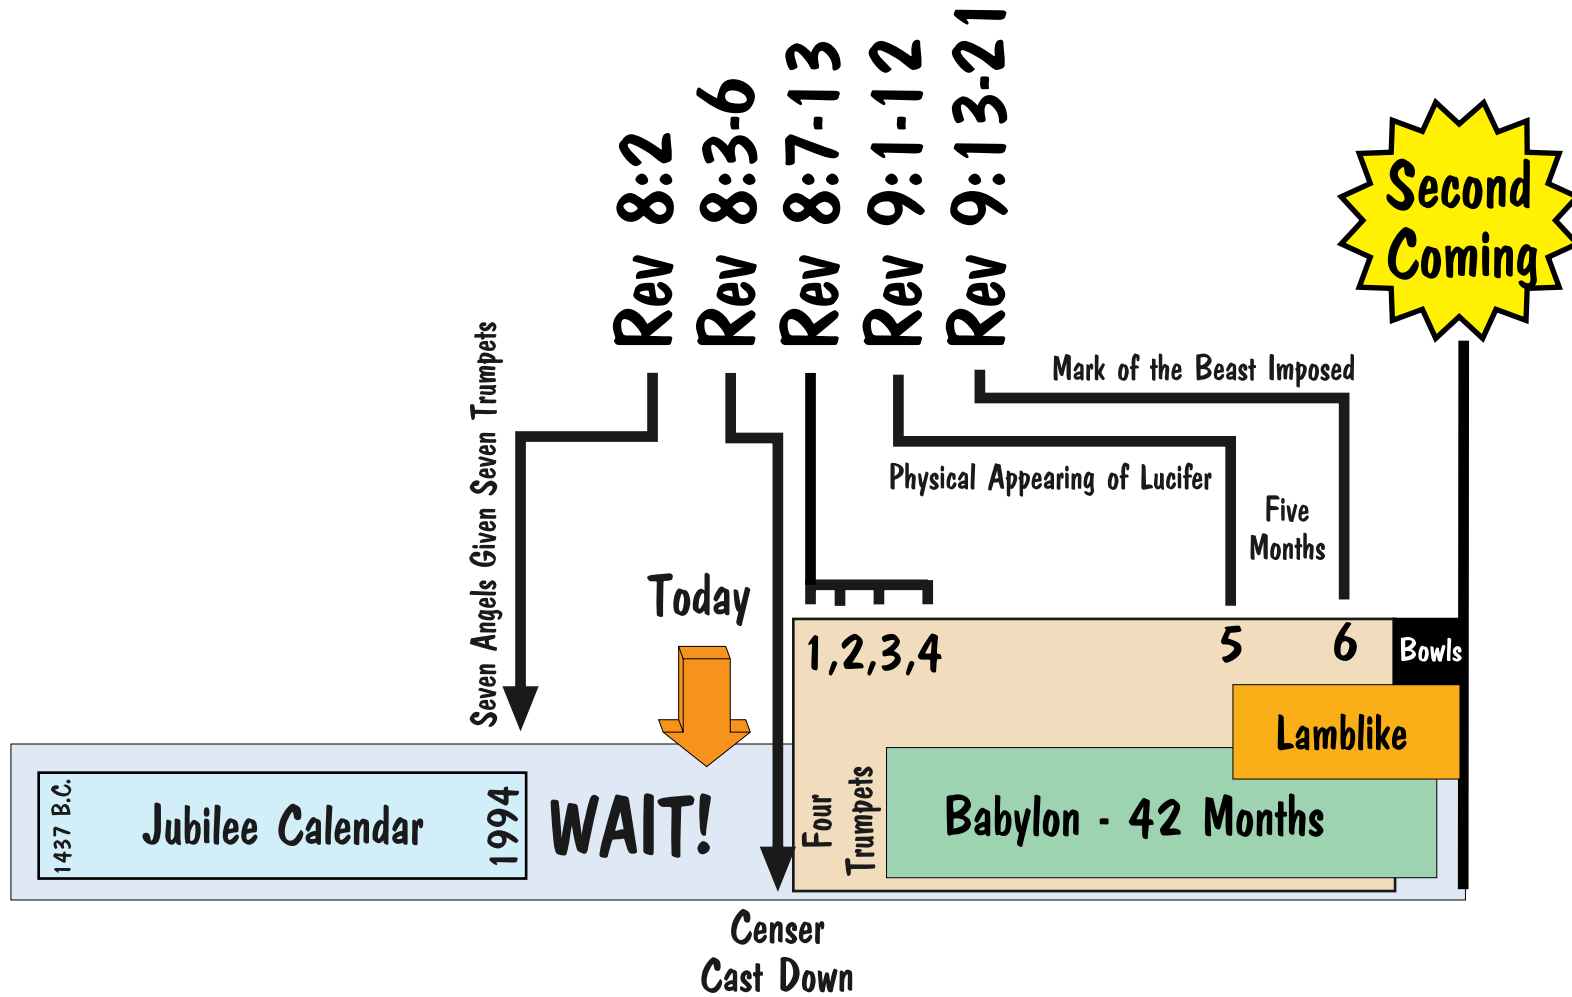 Rev 8:2
Rev 8:3-6
Rev 8:7-13
Rev 9:1-12
Rev 9:13-21
Second
Coming
Mark of the Beast Imposed
Physical Appearing of Lucifer
Five
Months
Seven Angels Given Seven Trumpets
Today
1,2,3,4
5
6
Bowls
Lamblike
1437 B.C.
Jubilee Calendar
1994
WAIT!
Four
Trumpets
Babylon - 42 Months
Censer
Cast Down